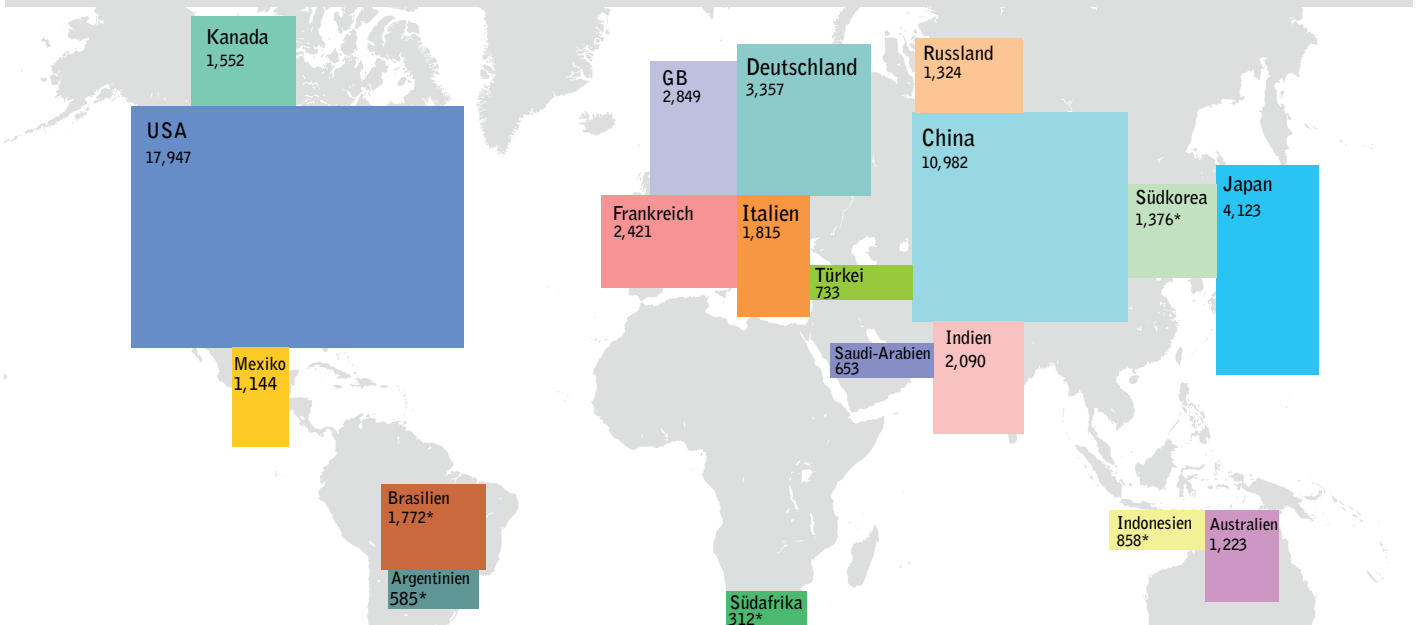 Kanada
1,552
USA
17,947
Mexiko
1,144
Brasilien
1,772*
Argentinien
585*
GB
2,849
Deutschland
3,357
Frankreich
2,421
Italien
1,815
Türkei
733
Saudi-Arabien
653
Südafrika
312*
Russland
1,324
China
10,982
Indien
2,090
Südkorea
1,376*
Japan
4,123
Indonesien
858*
Australien
1,223